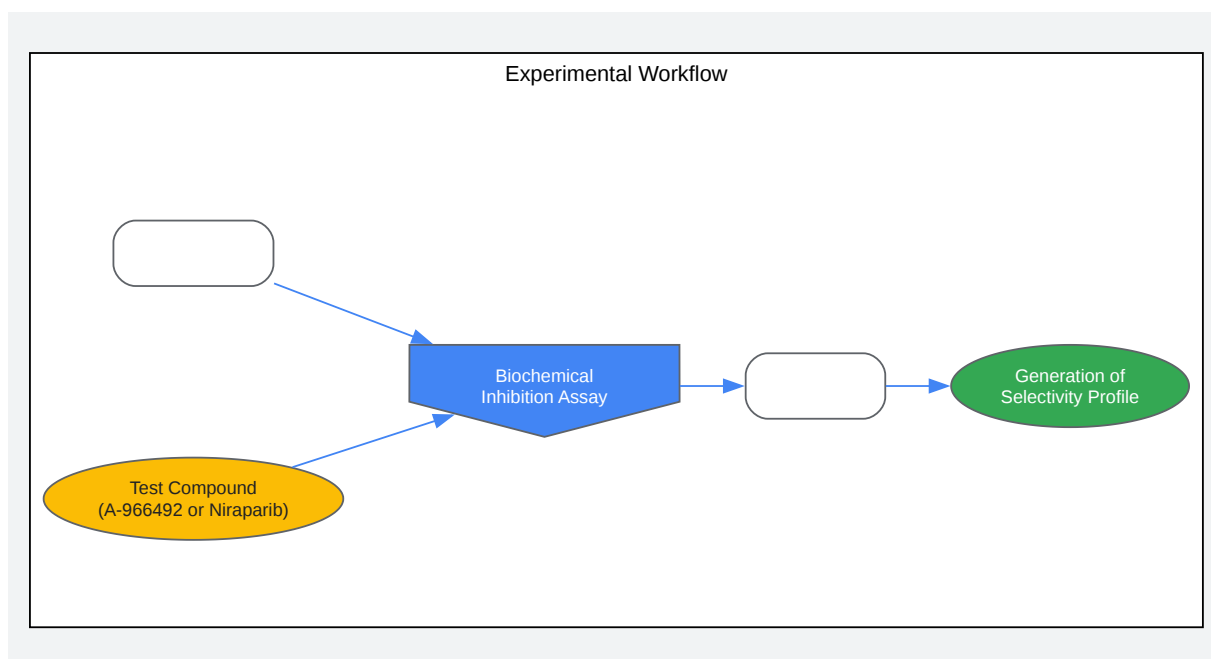 Experimental Workflow
Biochemical
Inhibition Assay
Generation of
Selectivity Profile
Test Compound
(A-966492 or Niraparib)